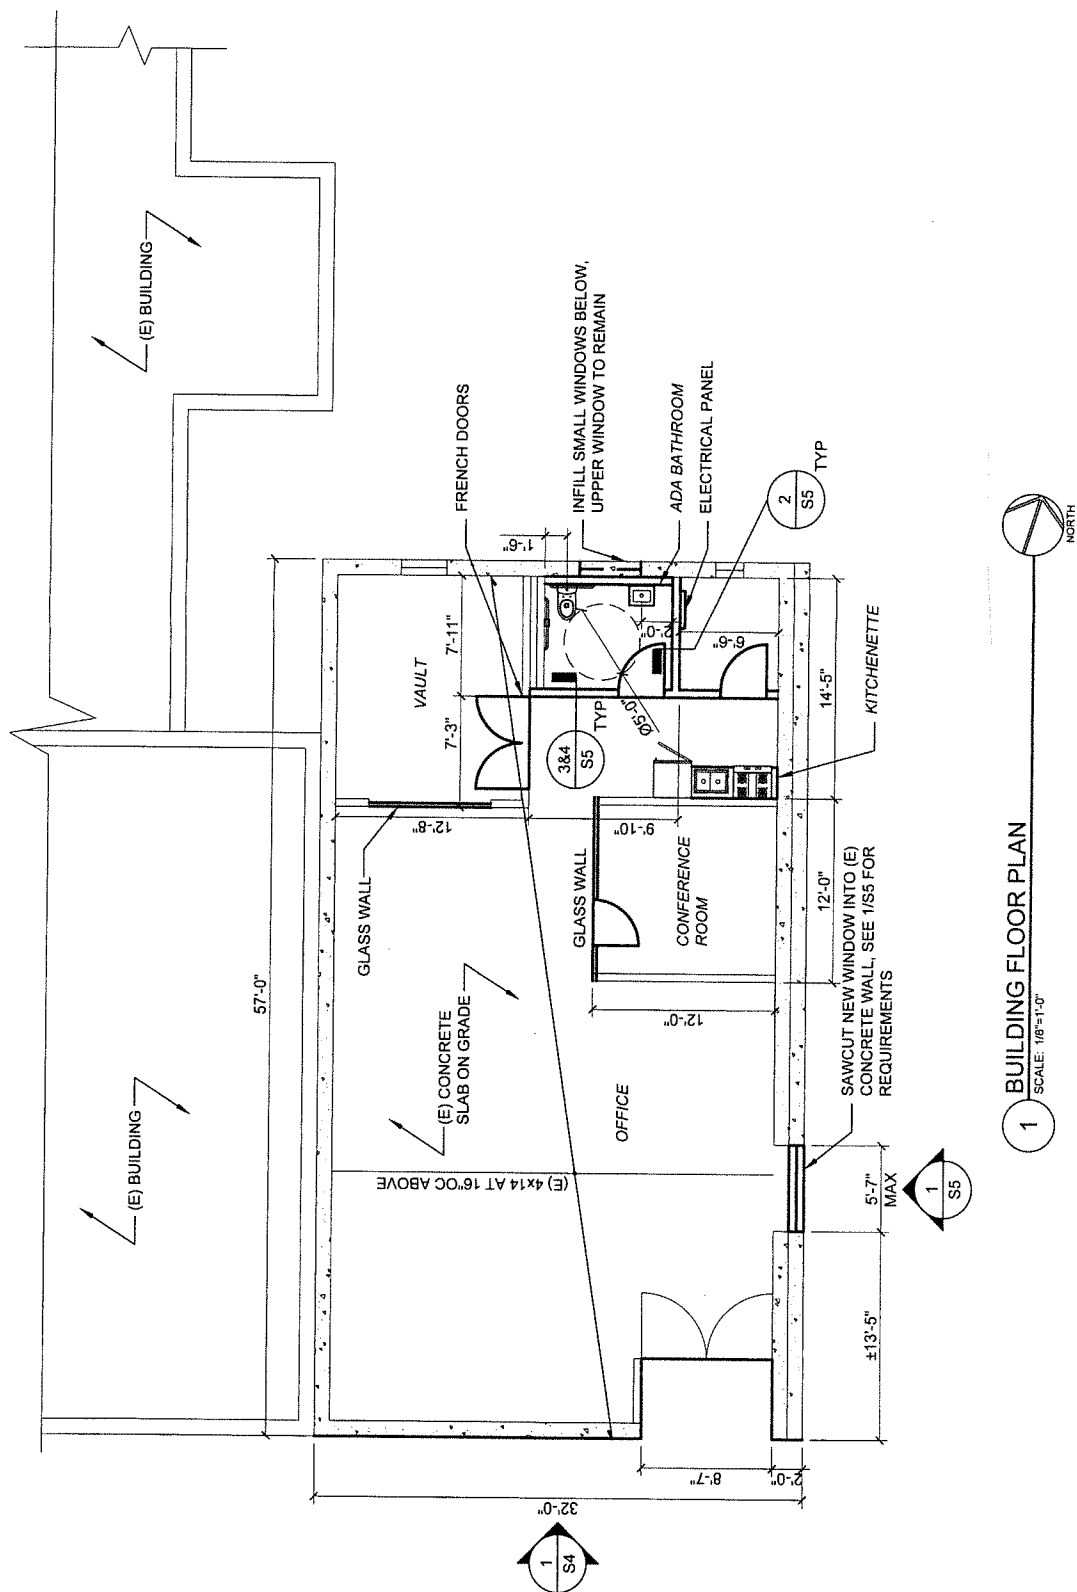 (E) BUILDING
(E) BUILDING
57'-0"
FRENCH DOORS
INFILL SMALL WINDOWS BELOW,
UPPER WINDOW TO REMAIN
ADA BATHROOM
ELECTRICAL PANEL
2
S5
TYP
VAULT
7'-11"
7'-3"
1'-6"
2'-0"
6'-6"
Ø5'-0"
3&4
S5
TYP
14'-5"
KITCHENETTE
GLASS WALL
12'-8"
9'-10"
GLASS WALL
CONFERENCE
ROOM
12'-0"
12'-0"
(E) CONCRETE
SLAB ON GRADE
OFFICE
(E) 4x14 AT 16"OC ABOVE
SAWCUT NEW WINDOW INTO (E)
CONCRETE WALL, SEE 1/S5 FOR
REQUIREMENTS
5'-7"
MAX
1
S5
±13'-5"
8'-7"
2'-0"
32'-0"
1
S4
1
BUILDING FLOOR PLAN
SCALE: 1/8"=1'-0"
NORTH